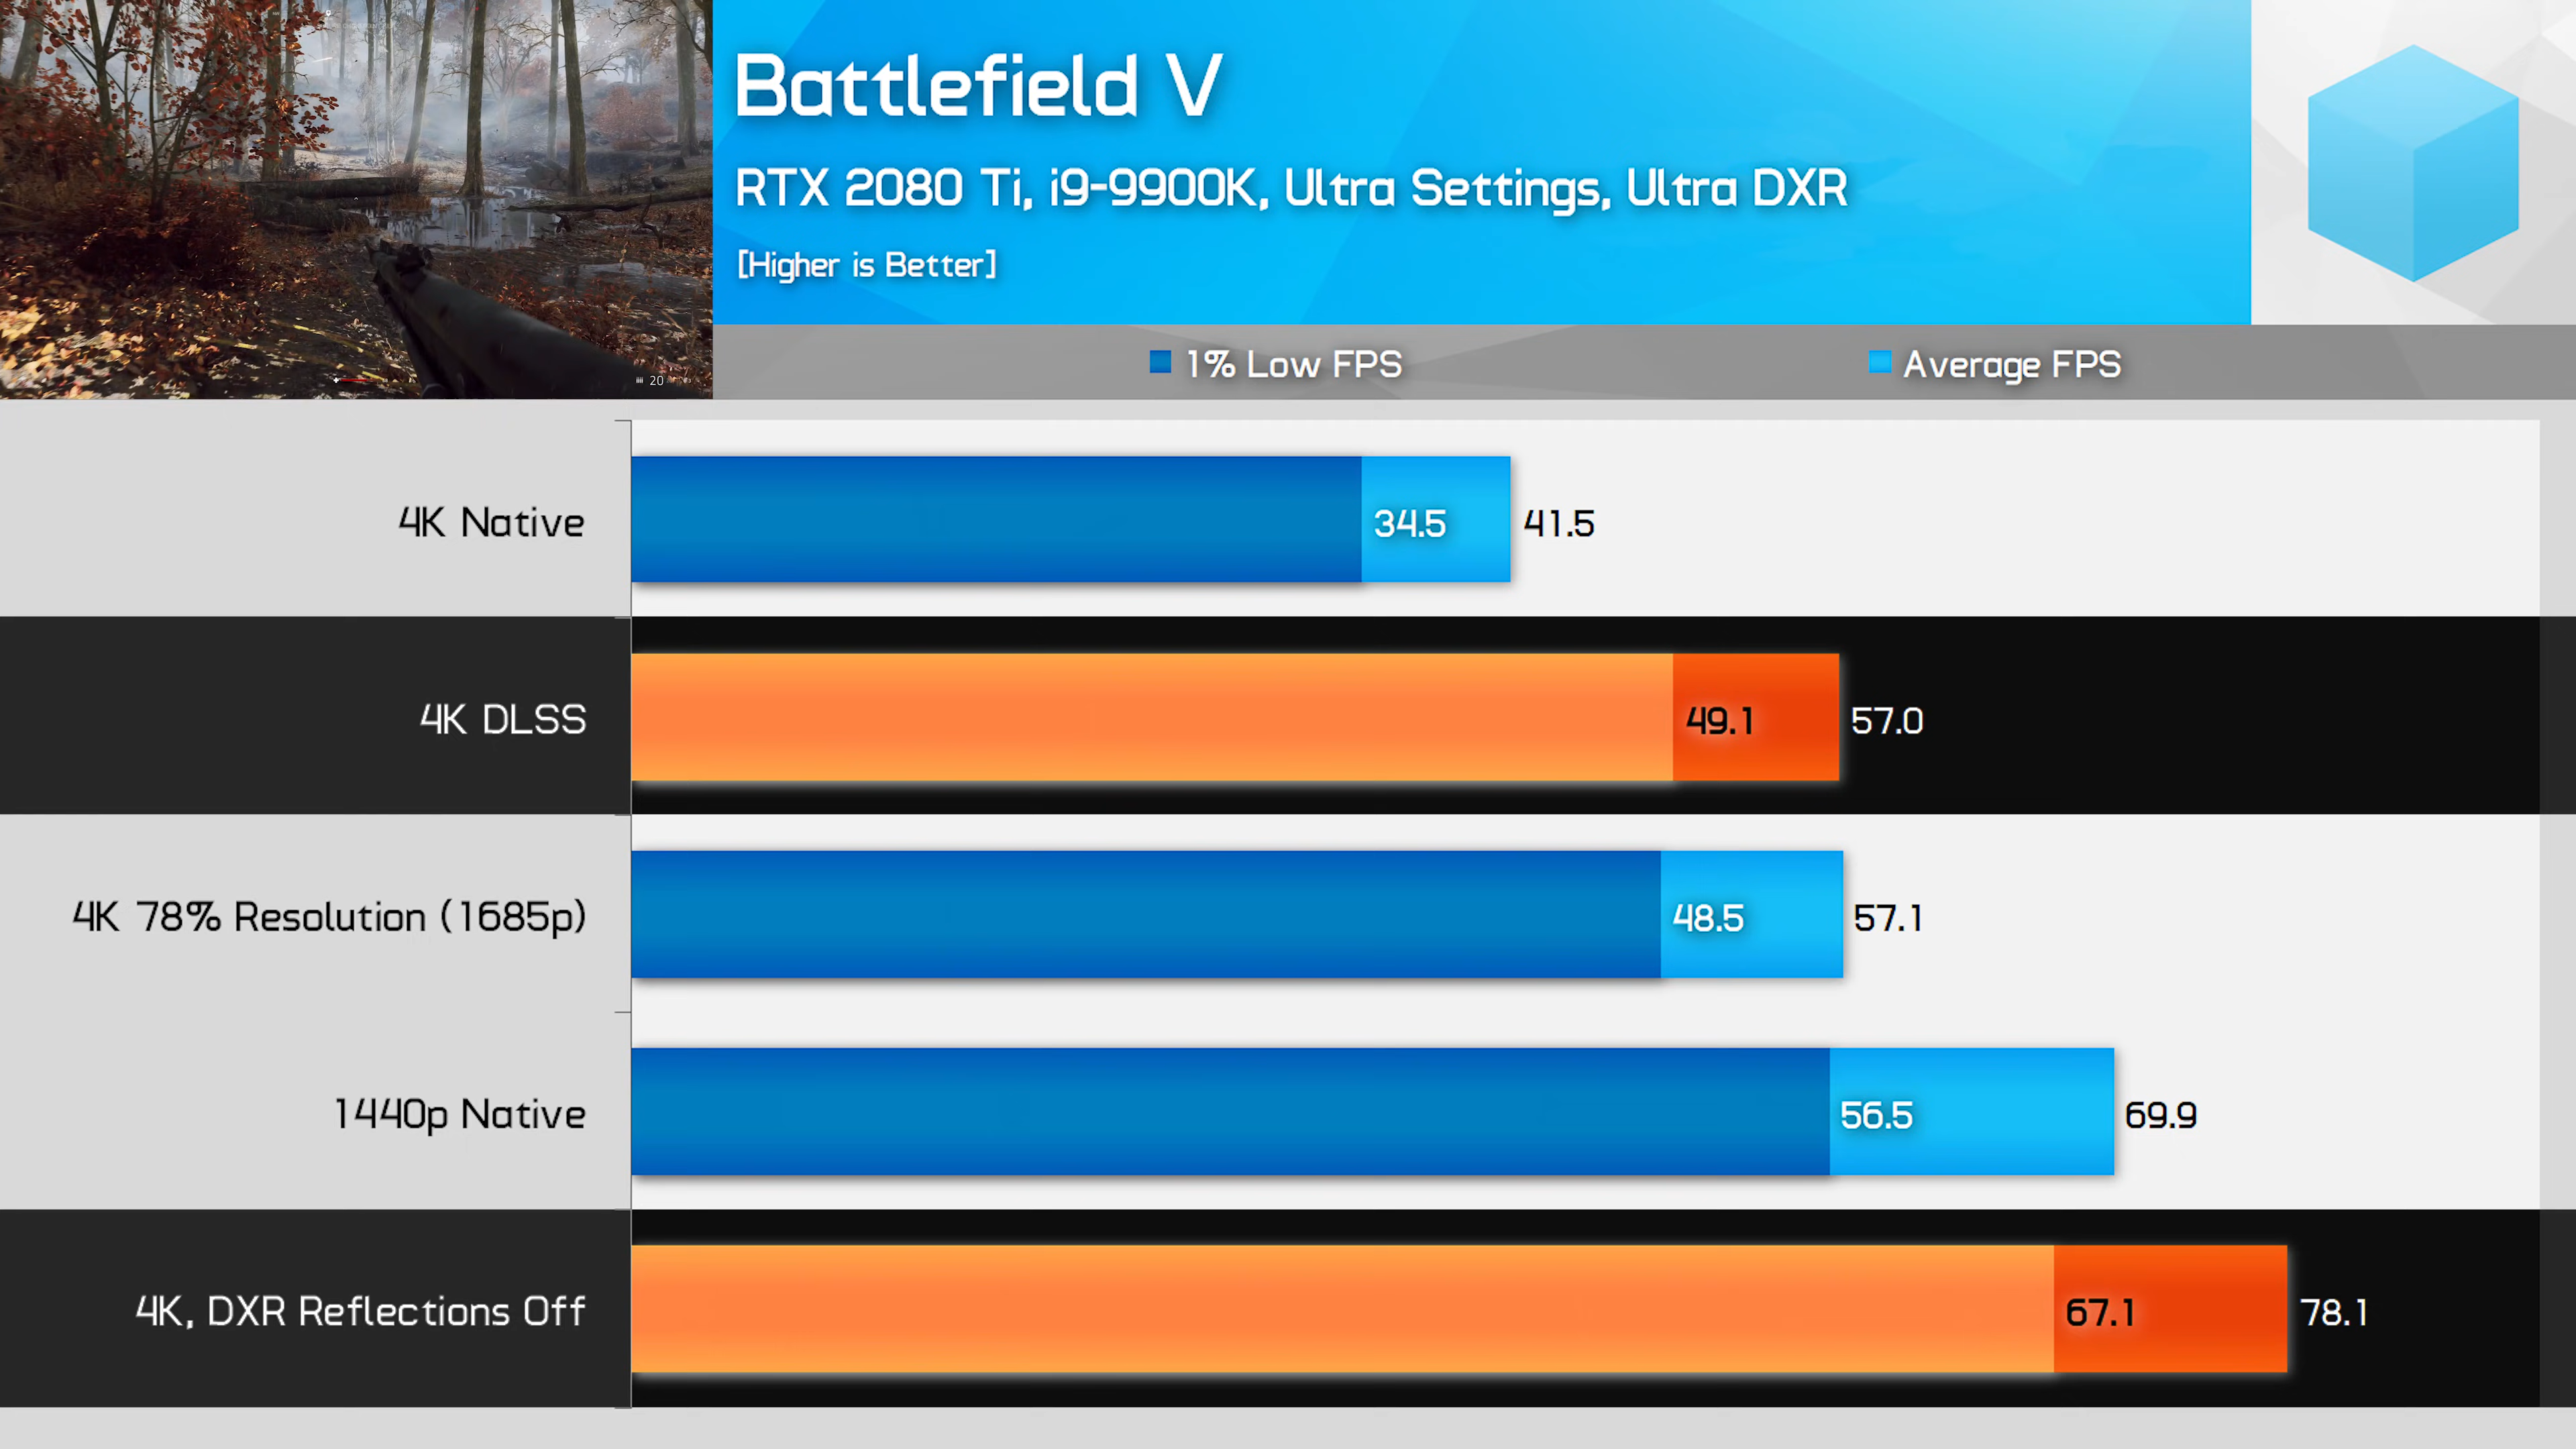 Battlefield V
RTX 2080 Ti, i9-9900K, Ultra Settings, Ultra DXR
[Higher is Better]
20
1% Low FPS
Average FPS
4K Native
34.5
41.5
4K DLSS
49.1
57.0
4K 78% Resolution (1685p)
48.5
57.1
1440p Native
56.5
69.9
4K, DXR Reflections Off
67.1
78.1